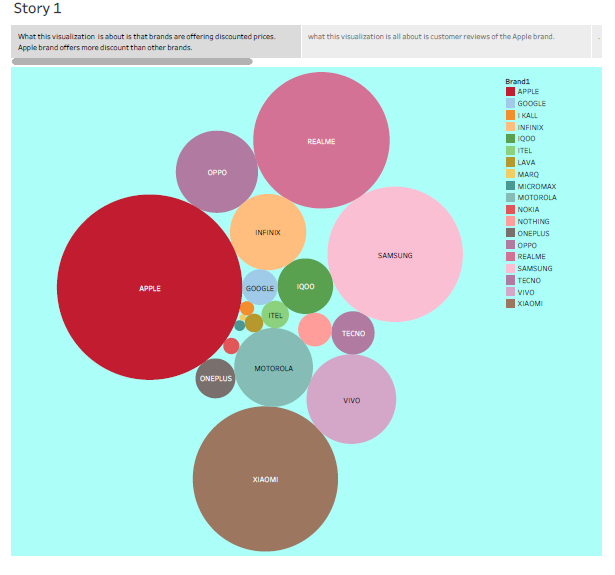 Story 1
What this visualization is about is that brands are offering discounted prices.
Apple brand offers more discount than other brands.
what this visualization is all about is customer reviews of the Apple brand.
REALME
OPPO
INFINIX
SAMSUNG
APPLE
GOOGLE
IQOO
ITEL
TECNO
MOTOROLA
ONEPLUS
VIVO
XIAOMI
Brand1
APPLE
GOOGLE
I KALL
INFINIX
IQOO
ITEL
LAVA
MARQ
MICROMAX
MOTOROLA
NOKIA
NOTHING
ONEPLUS
OPPO
REALME
SAMSUNG
TECNO
VIVO
XIAOMI